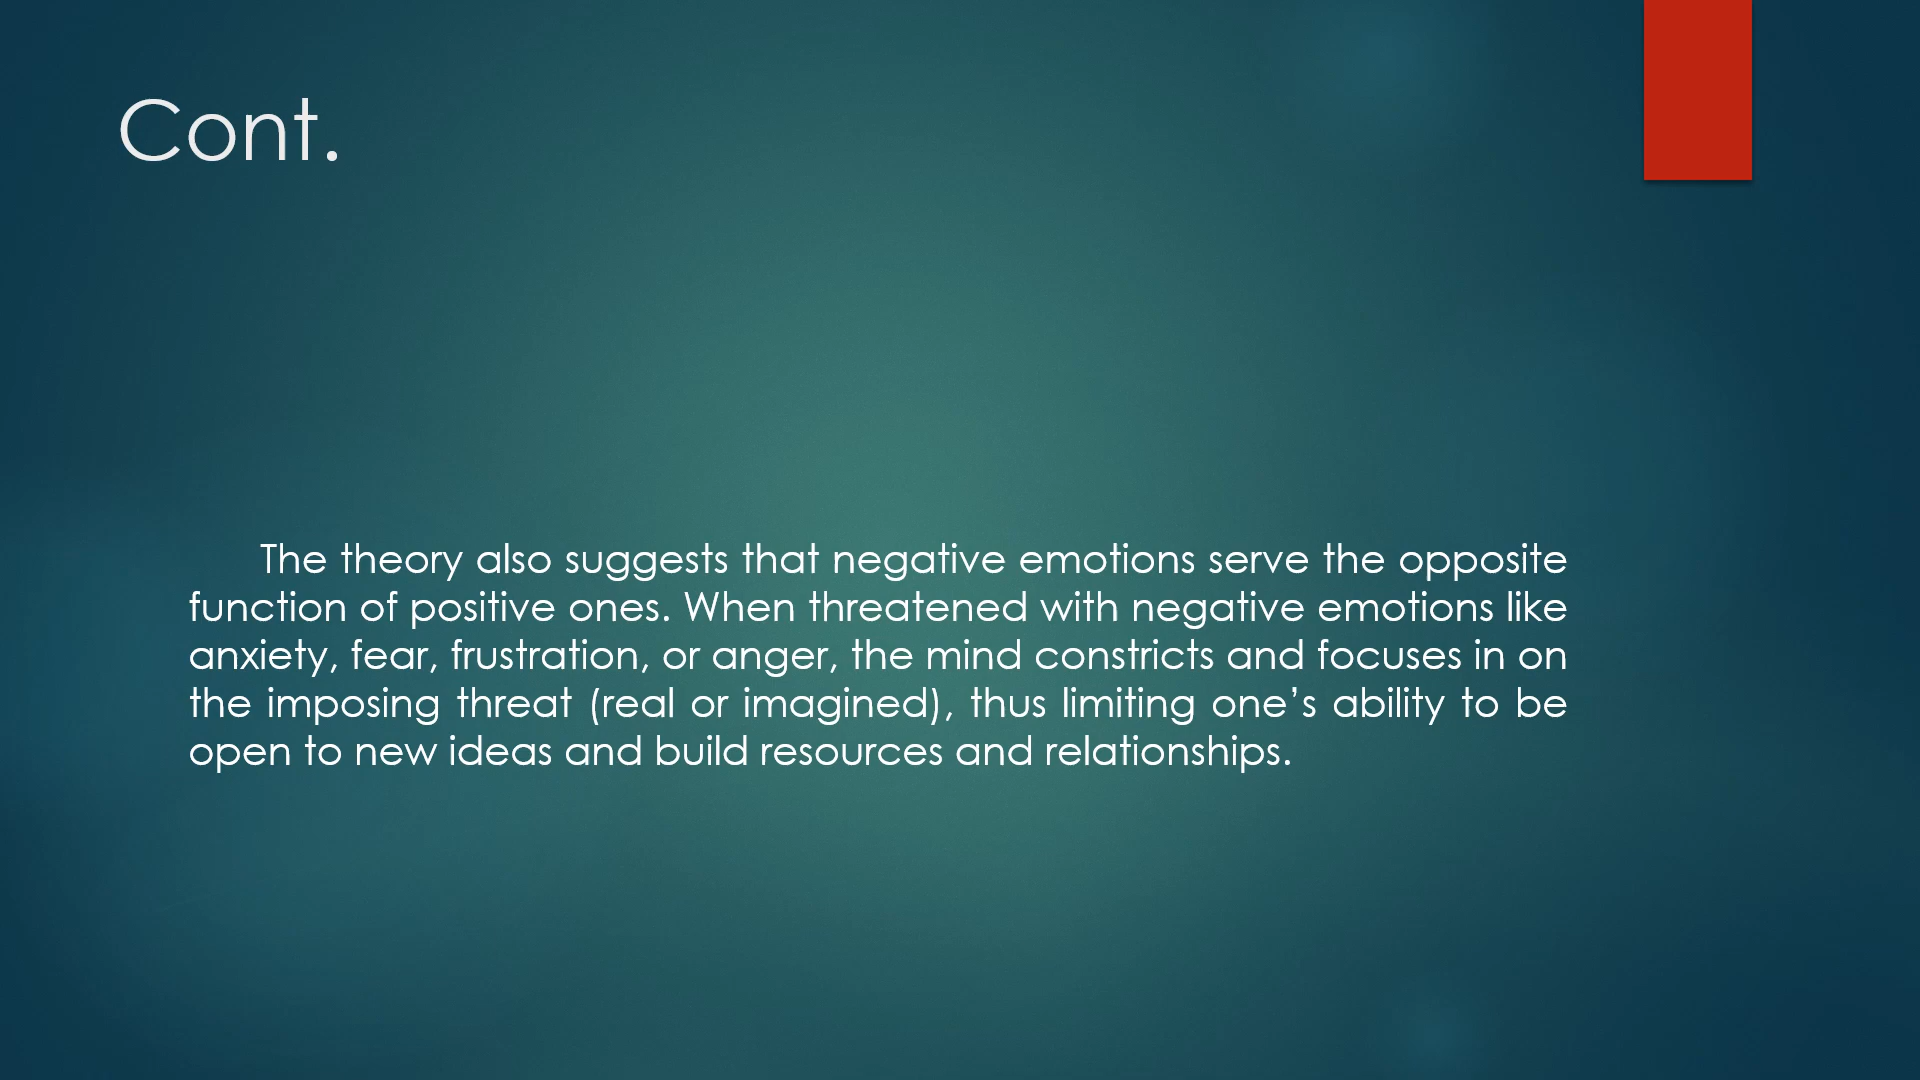 Cont.
The theory also suggests that negative emotions serve the opposite
function of positive ones. When threatened with negative emotions like
anxiety, fear, frustration, or anger, the mind constricts and focuses in on
the imposing threat (real or imagined), thus limiting one’s ability to be
open to new ideas and build resources and relationships.